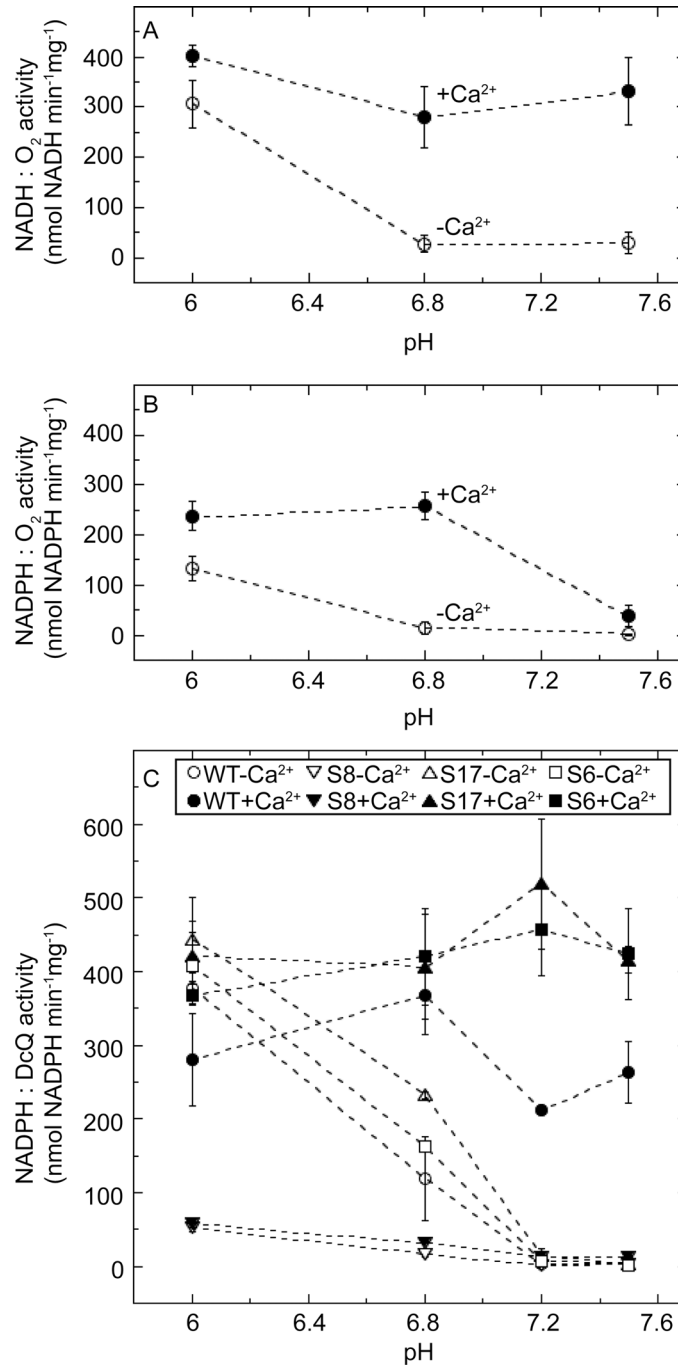 A
NADH : O₂ activity
(nmol NADH min⁻¹mg⁻¹)
400
300
200
100
0
+Ca²⁺
-Ca²⁺
6 6.4 6.8 7.2 7.6
pH
B
NADPH : O₂ activity
(nmol NADPH min⁻¹mg⁻¹)
400
300
200
100
0
+Ca²⁺
-Ca²⁺
6 6.4 6.8 7.2 7.6
pH
C
○WT-Ca²⁺ ▽S8-Ca²⁺ △S17-Ca²⁺ □S6-Ca²⁺
●WT+Ca²⁺ ▼S8+Ca²⁺ ▲S17+Ca²⁺ ■S6+Ca²⁺
NADPH : DcQ activity
(nmol NADPH min⁻¹mg⁻¹)
600
500
400
300
200
100
0
6 6.4 6.8 7.2 7.6
pH